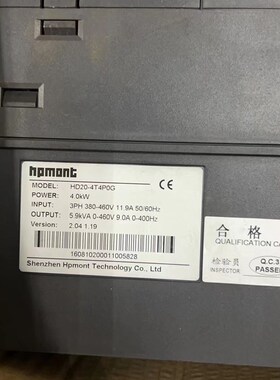 hpmont
MODEL: HD20-4T4P0G
POWER: 4.0kW
INPUT: 3PH 380-460V 11.9A 50/60Hz
OUTPUT: 5.9kVA 0-460V 9.0A 0-400Hz
Version: 2.04 1.19
160810200011005828
Shenzhen Hpmont Technology Co., Ltd
CE
合格
QUALIFICATION
检验员
INSPECTOR
Q.C.3
PASSE